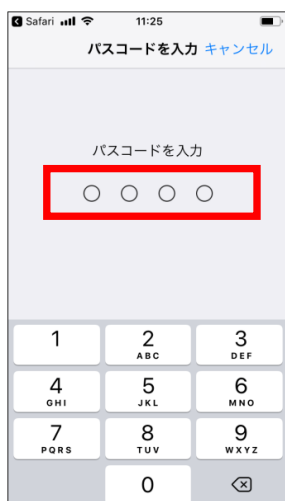 Safari 11:25
パスコードを入力 キャンセル
パスコードを入力
1 2 3
ABC DEF
4 5 6
GHI JKL MNO
7 8 9
PQRS TUV WXYZ
0